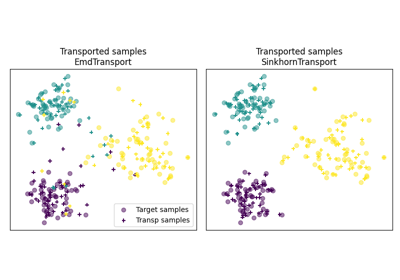 Transported samples
EmdTransport
Transported samples
SinkhornTransport
Target samples
Transp samples